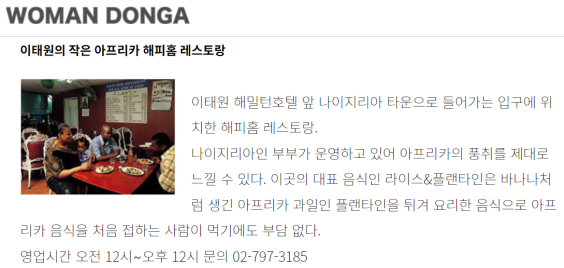 WOMAN DONGA
이태원의 작은 아프리카 해피홈 레스토랑
이태원 해밀턴호텔 앞 나이지리아 타운으로 들어가는 입구에 위
치한 해피홈 레스토랑.
나이지리아인 부부가 운영하고 있어 아프리카의 풍취를 제대로
느낄 수 있다. 이곳의 대표 음식인 라이스&플랜타인은 바나나처
럼 생긴 아프리카 과일인 플랜타인을 튀겨 요리한 음식으로 아프
리카 음식을 처음 접하는 사람이 먹기에도 부담 없다.
영업시간 오전 12시~오후 12시 문의 02-797-3185